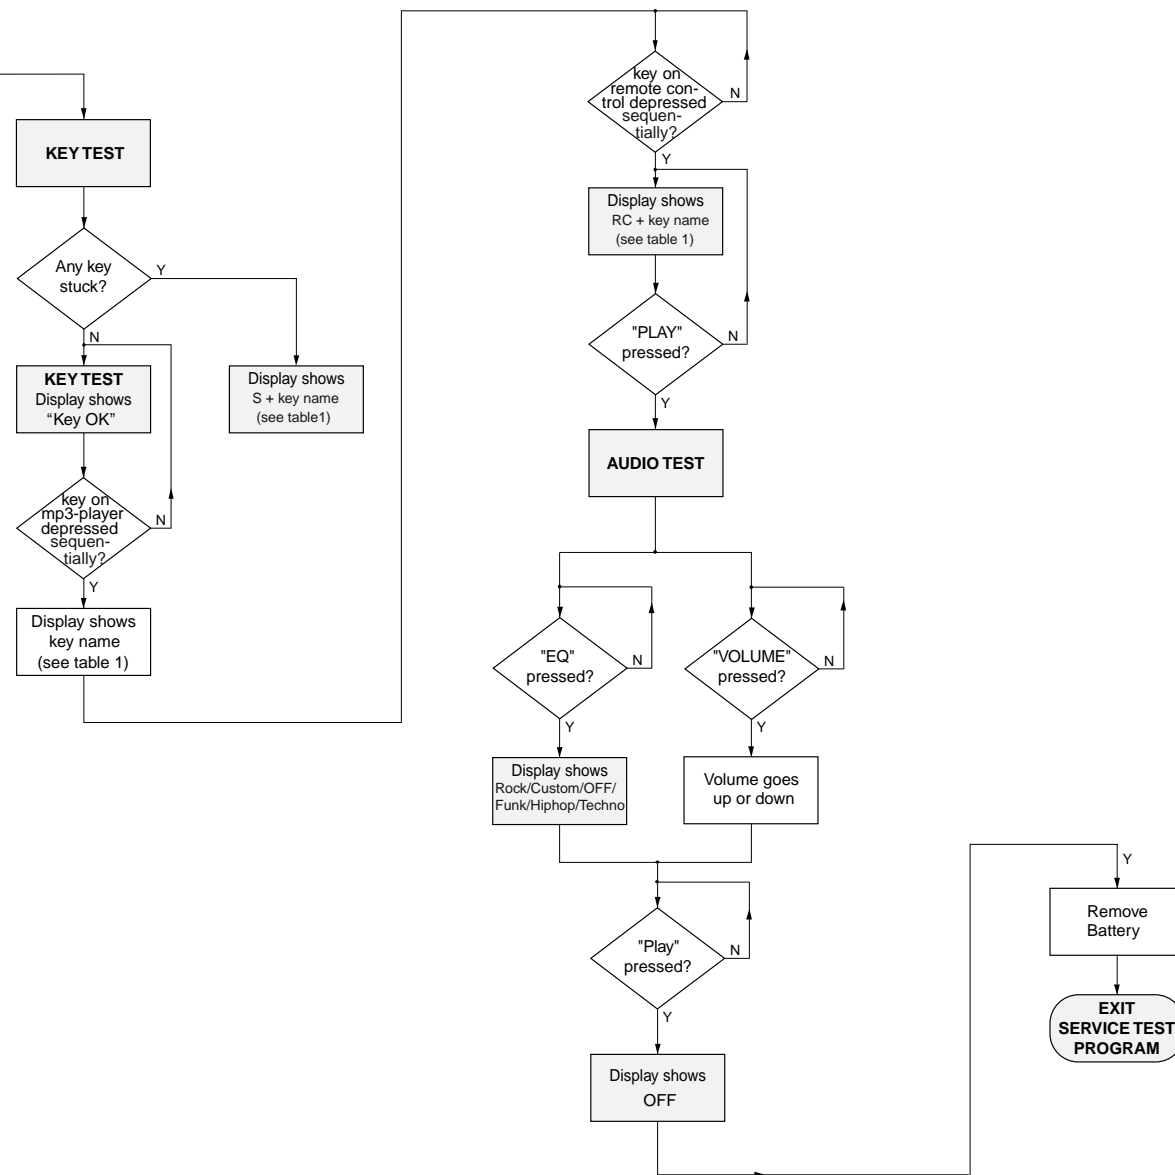 KEY TEST
Any key
stuck?
Y
N
KEY TEST
Display shows
“Key OK”
Display shows
S + key name
(see table1)
key on
mp3-player
depressed
sequen-
tially?
N
Y
Display shows
key name
(see table 1)
key on
remote con-
trol depressed
sequen-
tially?
N
Y
Display shows
RC + key name
(see table 1)
"PLAY"
pressed?
N
Y
AUDIO TEST
"EQ"
pressed?
N
Y
"VOLUME"
pressed?
N
Y
Display shows
Rock/Custom/OFF/
Funk/Hiphop/Techno
Volume goes
up or down
"Play"
pressed?
N
Y
Display shows
OFF
Y
Remove
Battery
EXIT
SERVICE TEST
PROGRAM